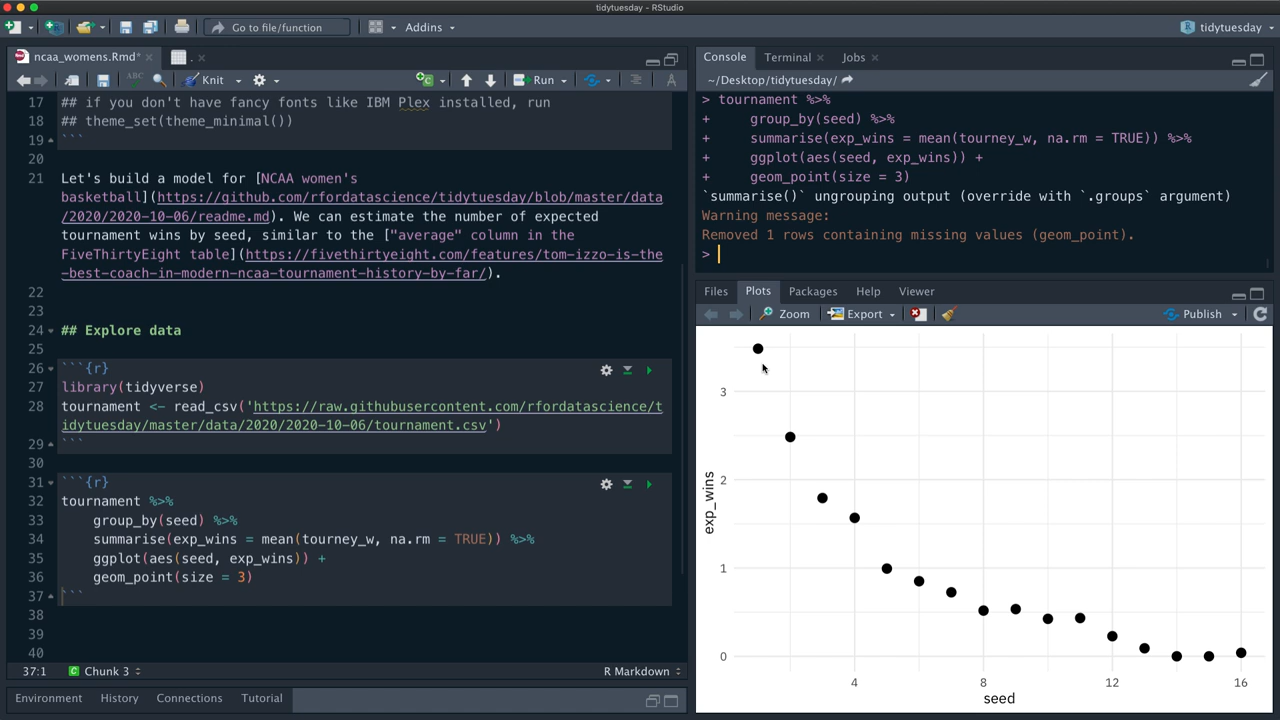 tidytuesday - RStudio
Go to file/function
Addins
tidytuesday
ncaa_womens.Rmd*
.
ABC
Knit
Run
17 ## if you don't have fancy fonts like IBM Plex installed, run
18 ## theme_set(theme_minimal())
19 ```
20
21 Let's build a model for [NCAA women's
basketball](https://github.com/rfordatascience/tidytuesday/blob/master/data
/2020/2020-10-06/readme.md). We can estimate the number of expected
tournament wins by seed, similar to the ["average" column in the
FiveThirtyEight table](https://fivethirtyeight.com/features/tom-izzo-is-the
-best-coach-in-modern-ncaa-tournament-history-by-far/).
22
23
24 ## Explore data
25
26 ```{r}
27 library(tidyverse)
28 tournament <- read_csv('https://raw.githubusercontent.com/rfordatascience/t
idytuesday/master/data/2020/2020-10-06/tournament.csv')
29 ```
30
31 ```{r}
32 tournament %>%
33 group_by(seed) %>%
34 summarise(exp_wins = mean(tourney_w, na.rm = TRUE)) %>%
35 ggplot(aes(seed, exp_wins)) +
36 geom_point(size = 3)
37 ```
38
39
40
37:1 C Chunk 3 R Markdown
Environment History Connections Tutorial
Console Terminal Jobs
~/Desktop/tidytuesday/
> tournament %>%
+ group_by(seed) %>%
+ summarise(exp_wins = mean(tourney_w, na.rm = TRUE)) %>%
+ ggplot(aes(seed, exp_wins)) +
+ geom_point(size = 3)
`summarise()` ungrouping output (override with `.groups` argument)
Warning message:
Removed 1 rows containing missing values (geom_point).
>
Files Plots Packages Help Viewer
Zoom Export Publish
3
2
1
0
exp_wins
4 8 12 16
seed